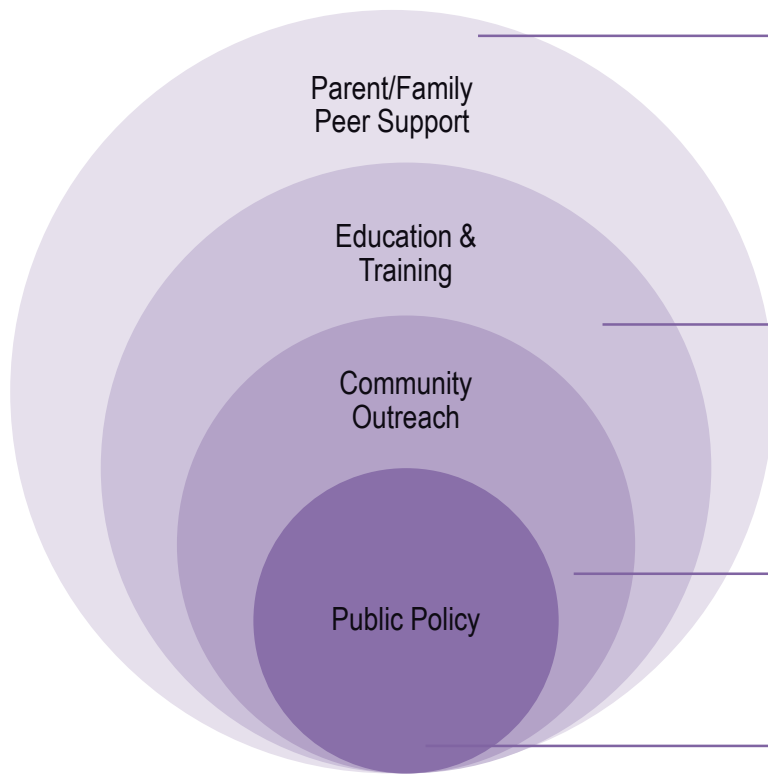 Parent/Family
Peer Support
Education &
Training
Community
Outreach
Public Policy